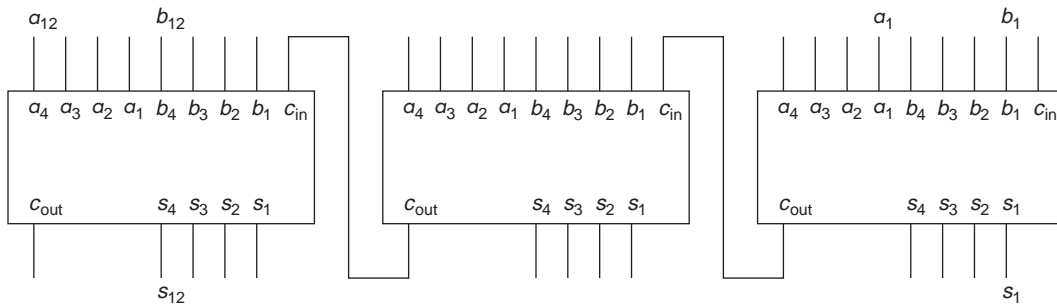 a12 b12 a1 b1
a4 a3 a2 a1 b4 b3 b2 b1 cin a4 a3 a2 a1 b4 b3 b2 b1 cin a4 a3 a2 a1 b4 b3 b2 b1 cin
cout s4 s3 s2 s1 cout s4 s3 s2 s1 cout s4 s3 s2 s1
s12 s1